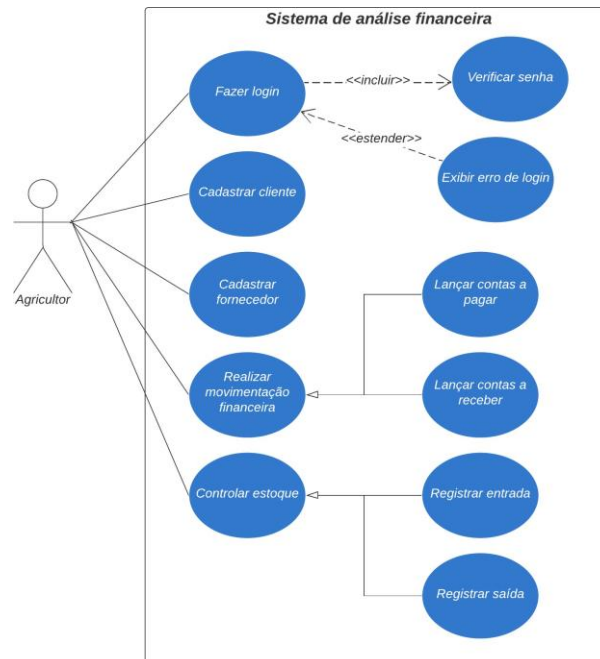 Sistema de análise financeira
Fazer login
<<incluir>>
Verificar senha
<<estender>>
Exibir erro de login
Cadastrar cliente
Agricultor
Cadastrar
fornecedor
Lançar contas a
pagar
Realizar
movimentação
financeira
Lançar contas a
receber
Controlar estoque
Registrar entrada
Registrar saída